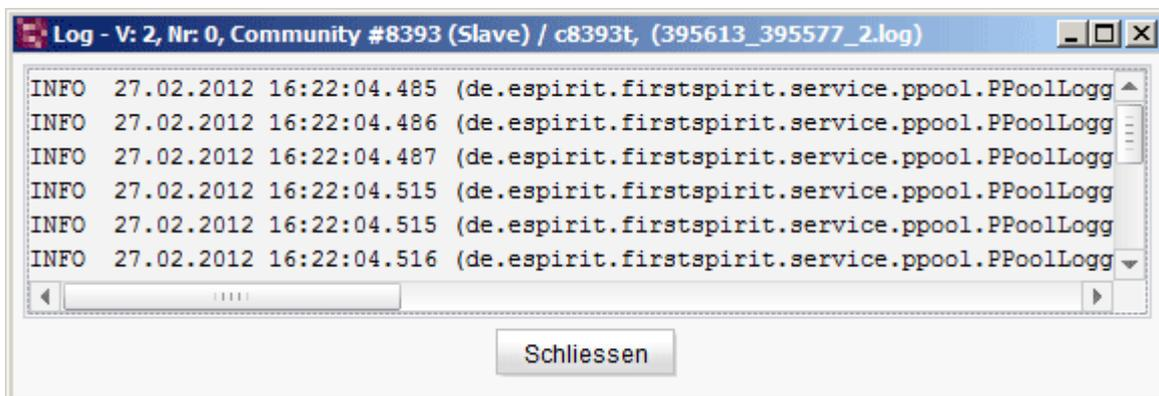 Log - V: 2, Nr: 0, Community #8393 (Slave) / c8393t, (395613_395577_2.log)
INFO 27.02.2012 16:22:04.485 (de.espirit.firstspirit.service.ppool.PPoolLogg
INFO 27.02.2012 16:22:04.486 (de.espirit.firstspirit.service.ppool.PPoolLogg
INFO 27.02.2012 16:22:04.487 (de.espirit.firstspirit.service.ppool.PPoolLogg
INFO 27.02.2012 16:22:04.515 (de.espirit.firstspirit.service.ppool.PPoolLogg
INFO 27.02.2012 16:22:04.515 (de.espirit.firstspirit.service.ppool.PPoolLogg
INFO 27.02.2012 16:22:04.516 (de.espirit.firstspirit.service.ppool.PPoolLogg
Schliessen